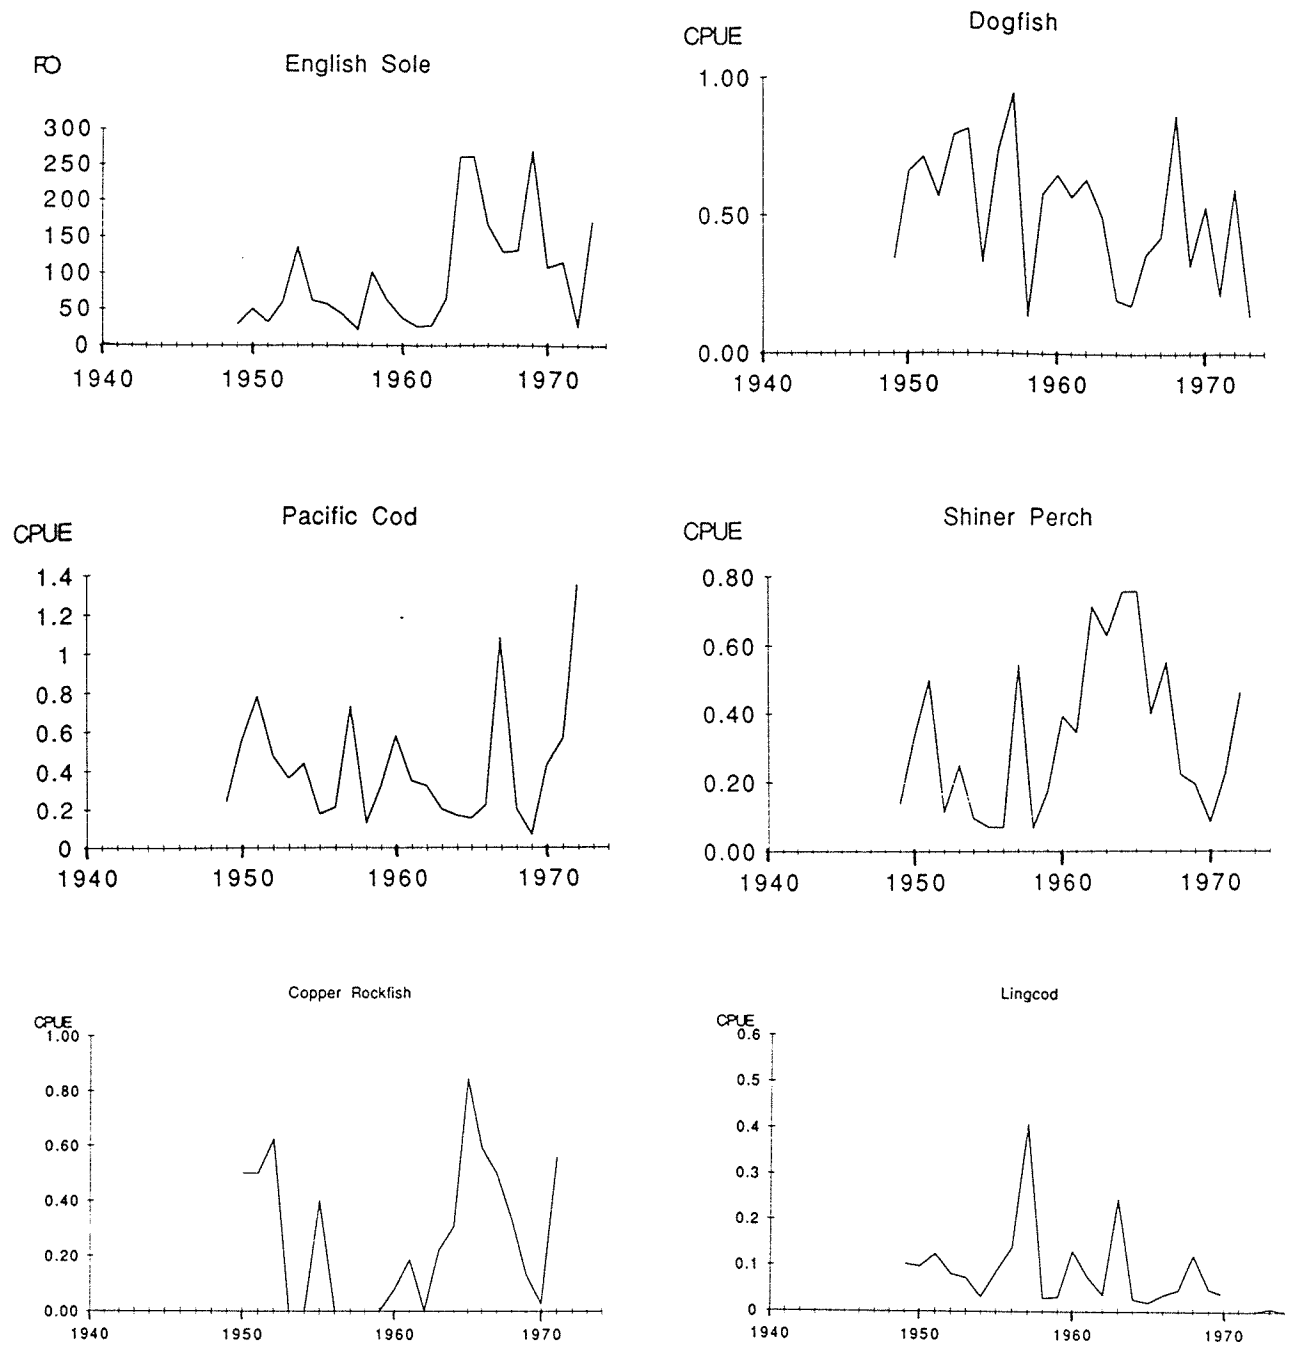 FO
English Sole
300
250
200
150
100
50
0
1940 1950 1960 1970
CPUE
Dogfish
1.00
0.50
0.00
1940 1950 1960 1970
CPUE
Pacific Cod
1.4
1.2
1
0.8
0.6
0.4
0.2
0
1940 1950 1960 1970
CPUE
Shiner Perch
0.80
0.60
0.40
0.20
0.00
1940 1950 1960 1970
Copper Rockfish
CPUE
1.00
0.80
0.60
0.40
0.20
0.00
1940 1950 1960 1970
Lingcod
CPUE
0.6
0.5
0.4
0.3
0.2
0.1
0
1940 1950 1960 1970